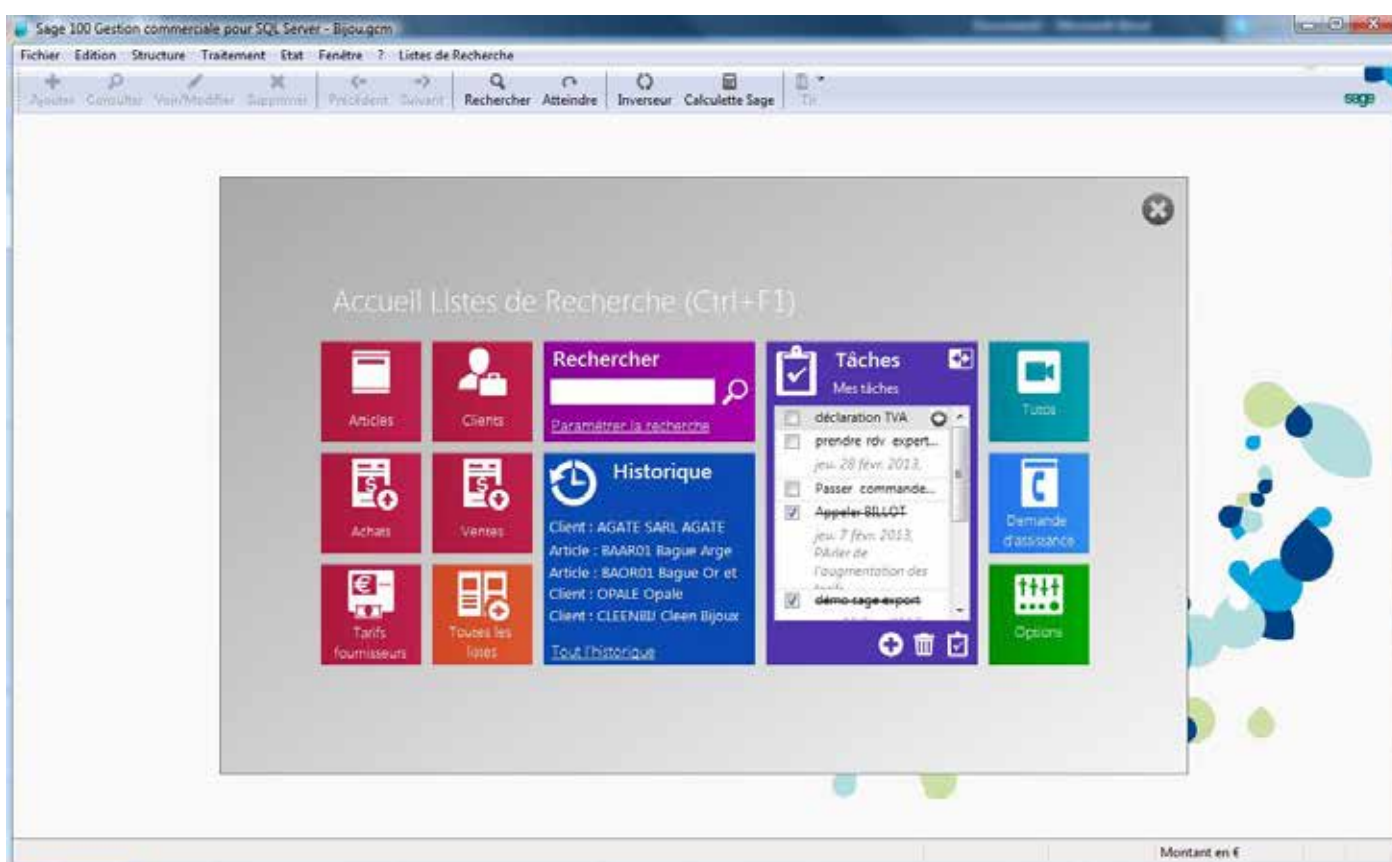 Sage 100 Gestion commerciale pour SQL Server - Bijou.gcm
Fichier Edition Structure Traitement Etat Fenêtre ? Listes de Recherche
Ajouter Consulter Voir/Modifier Supprimer Précédent Suivant Rechercher Atteindre Inverseur Calculette Sage Tri
sage
Accueil Listes de Recherche (Ctrl+F1)
Articles
Clients
Achats
Ventes
Tarifs
fournisseurs
Toutes les
listes
Rechercher
Paramétrer la recherche
Historique
Client : AGATE SARL AGATE
Article : BAAR01 Bague Arge
Article : BAOR01 Bague Or et
Client : OPALE Opale
Client : CLEENBIJ Cleen Bijoux
Tout l'historique
Tâches
Mes tâches
déclaration TVA
prendre rdv expert...
jeu. 28 févr. 2013,
Passer commande...
Appeler BILLOT
jeu. 7 févr. 2013,
PArler de
l'augmentation des
démo sage export
Tutos
Demande
d'assistance
Options
Montant en €